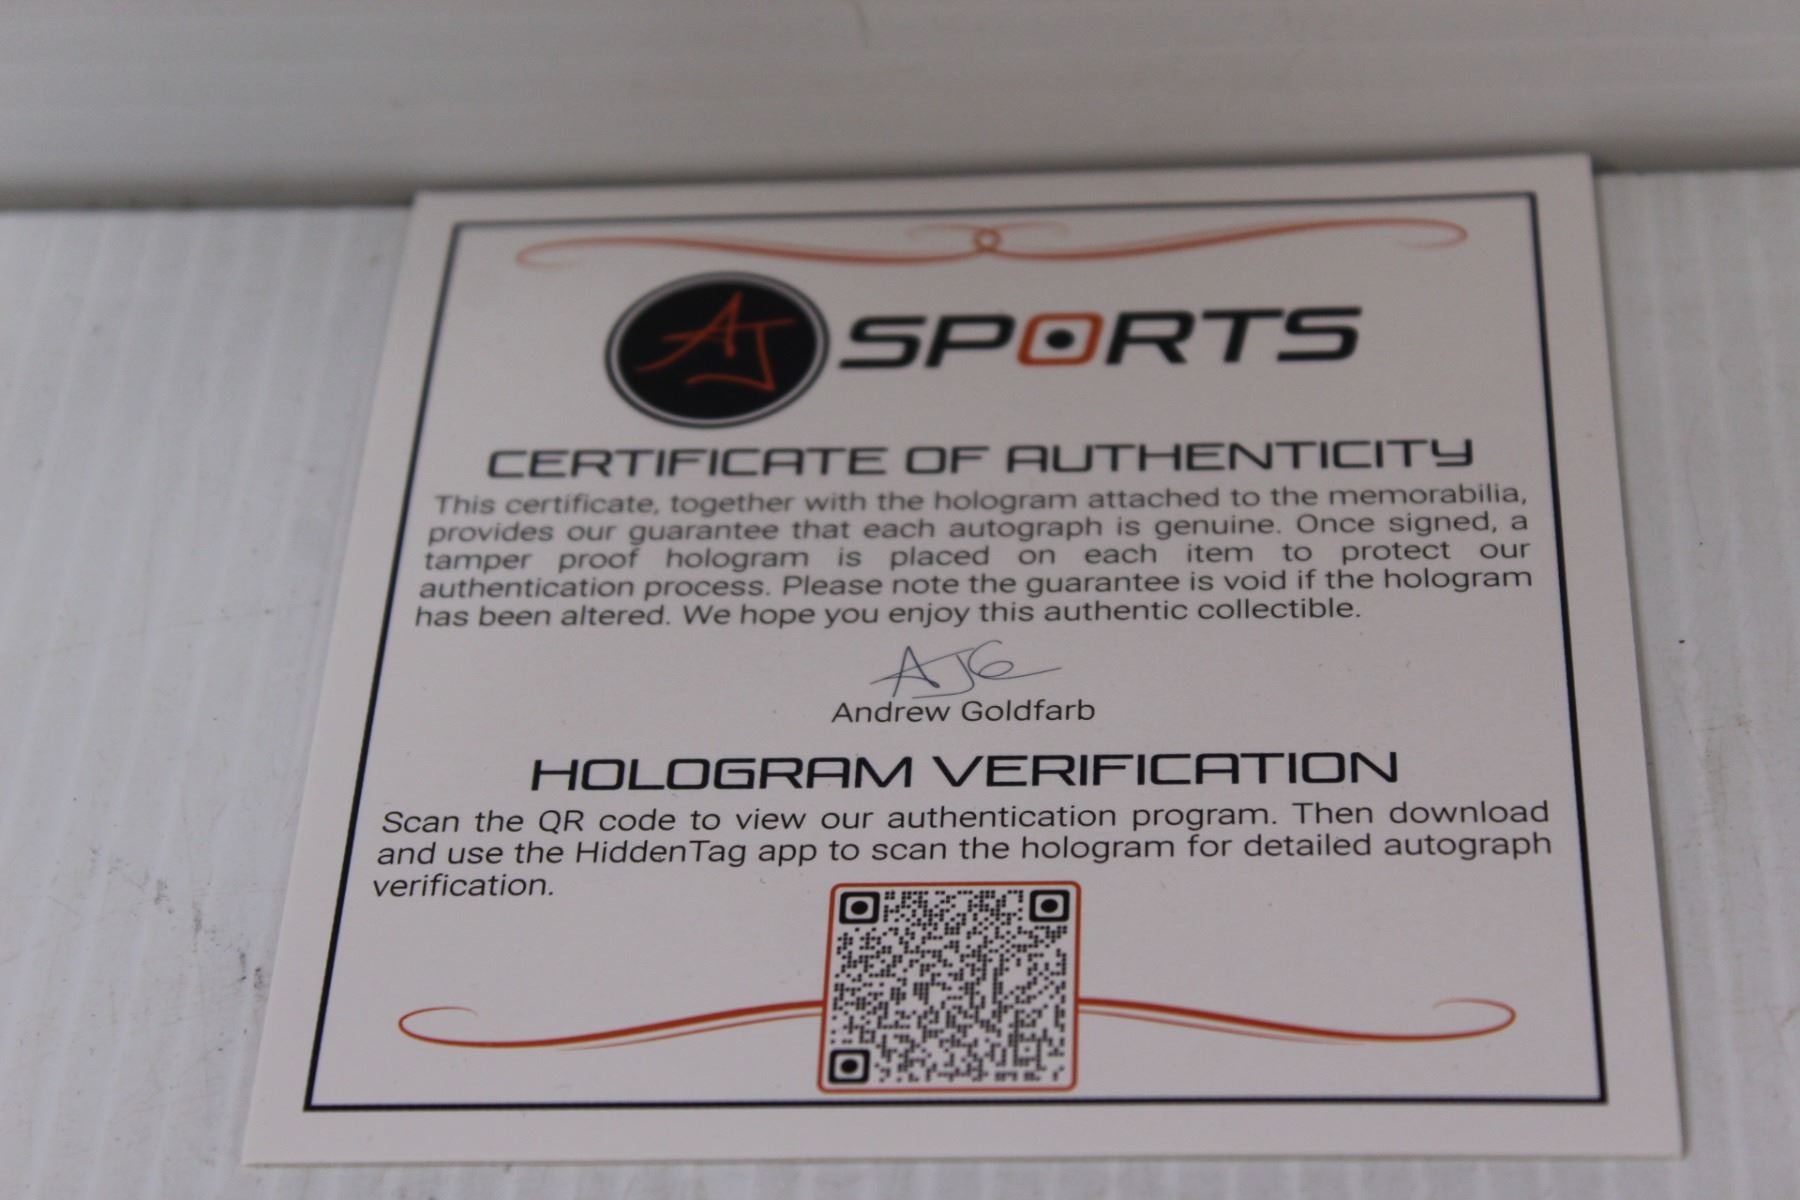 AJ SPORTS
CERTIFICATE OF AUTHENTICITY
This certificate, together with the hologram attached to the memorabilia,
provides our guarantee that each autograph is genuine. Once signed, a
tamper proof hologram is placed on each item to protect our
authentication process. Please note the guarantee is void if the hologram
has been altered. We hope you enjoy this authentic collectible.
AJG
Andrew Goldfarb
HOLOGRAM VERIFICATION
Scan the QR code to view our authentication program. Then download
and use the HiddenTag app to scan the hologram for detailed autograph
verification.